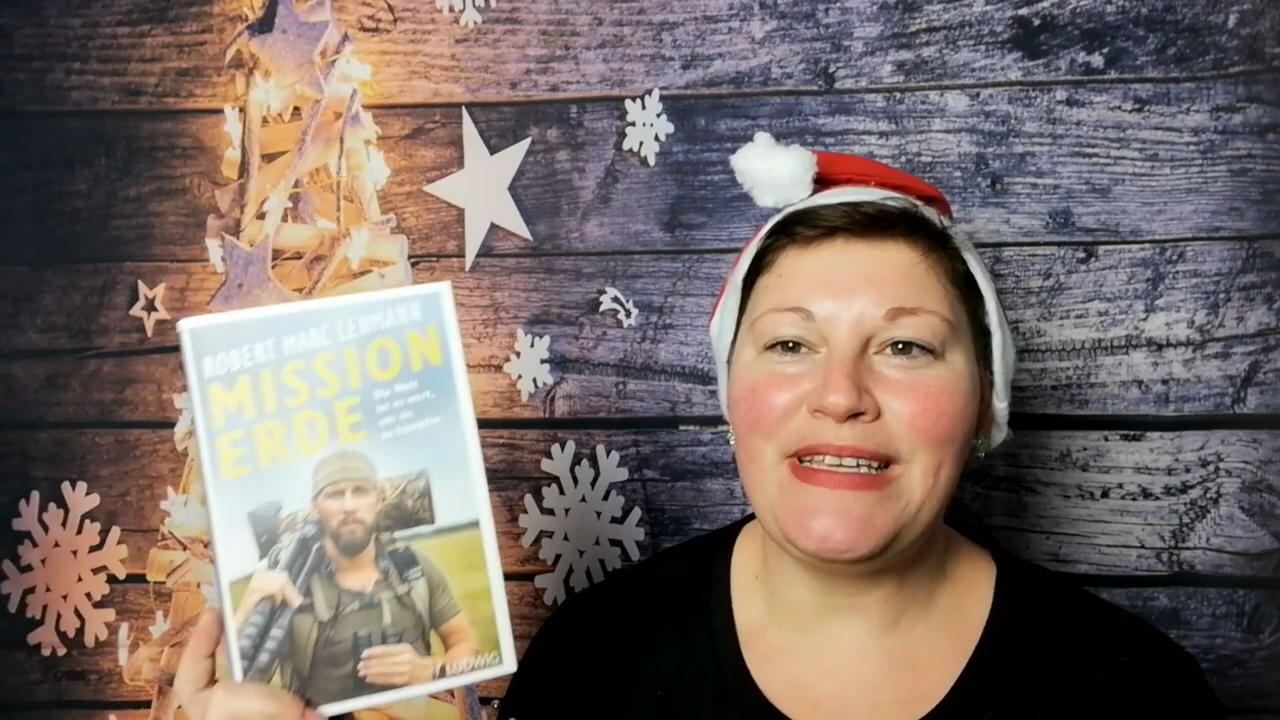 ROBERT MARC LEHMANN
MISSION
ERDE
Die Welt
ist es wert,
um sie
zu kämpfen
LUDWIG